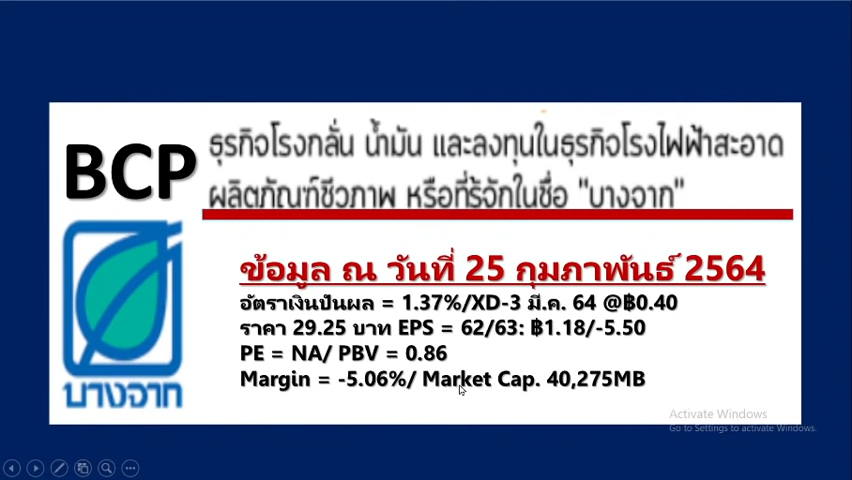 BCP
ธุรกิจโรงกลั่น น้ำมัน และลงทุนในธุรกิจโรงไฟฟ้าสะอาด
ผลิตภัณฑ์ชีวภาพ หรือที่รู้จักในชื่อ "บางจาก"
บางจาก
ข้อมูล ณ วันที่ 25 กุมภาพันธ์ 2564
อัตราเงินปันผล = 1.37%/XD-3 มี.ค. 64 @฿0.40
ราคา 29.25 บาท EPS = 62/63: ฿1.18/-5.50
PE = NA/ PBV = 0.86
Margin = -5.06%/ Market Cap. 40,275MB
Activate Windows
Go to Settings to activate Windows.